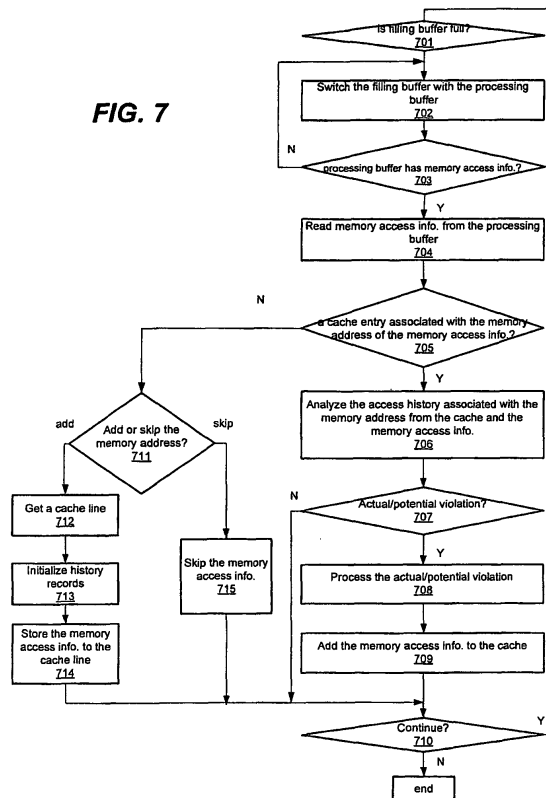 FIG. 7
is filling buffer full?
701
Switch the filling buffer with the processing
buffer
702
N
processing buffer has memory access info.?
703
Y
Read memory access info. from the processing
buffer
704
N
a cache entry associated with the memory
address of the memory access info.?
705
Y
Analyze the access history associated with the
memory address from the cache and the
memory access info.
706
add
Add or skip the
memory address?
711
skip
Get a cache line
712
Initialize history
records
713
Store the memory
access info. to the
cache line
714
Skip the memory
access info.
715
N
Actual/potential violation?
707
Y
Process the actual/potential violation
708
Add the memory access info. to the cache
709
Continue?
710
Y
N
end